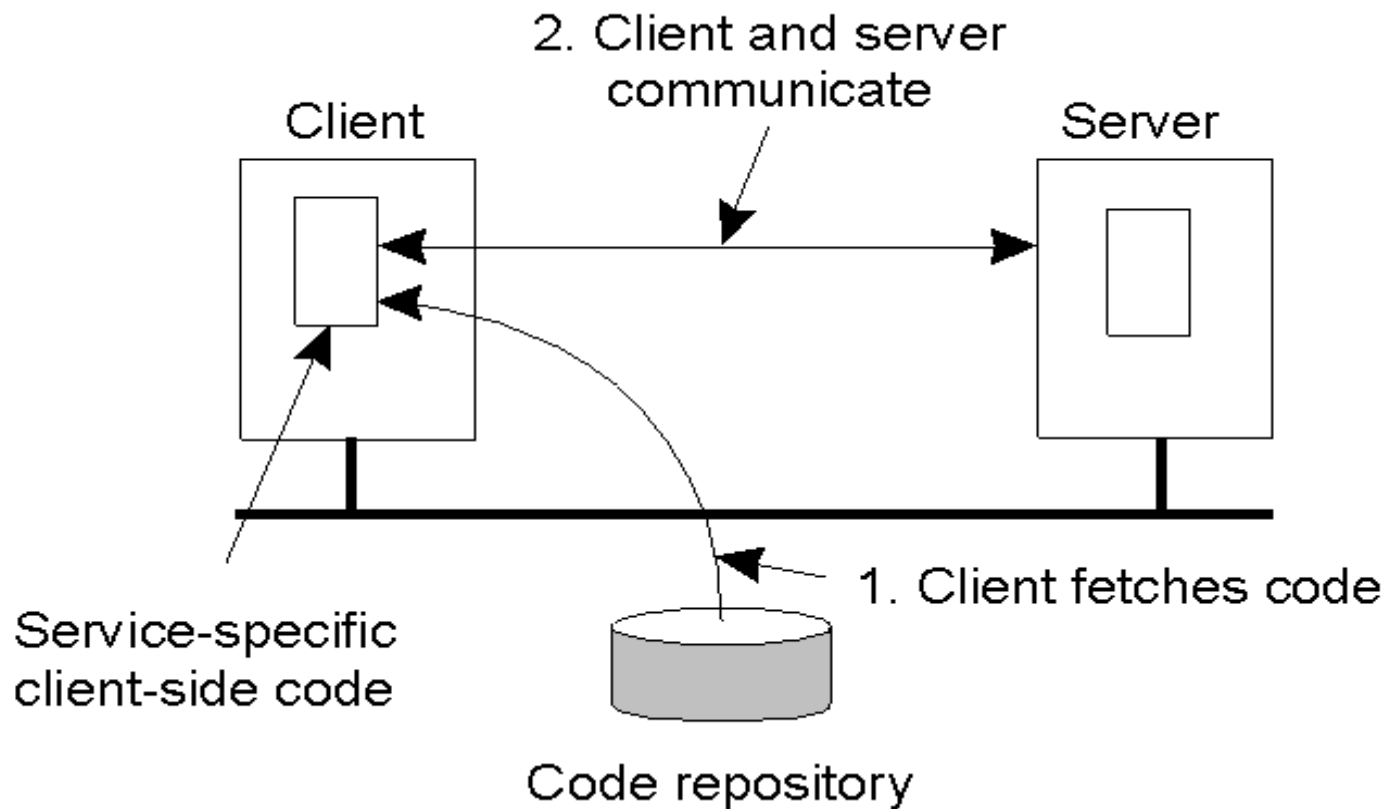 2. Client and server
communicate
Client
Server
1. Client fetches code
Service-specific
client-side code
Code repository